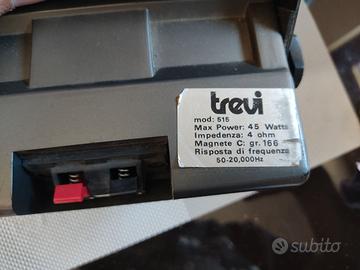 trevi
mod: 515
Max Power: 45 Watts
Impedenza: 4 ohm
Magnete C: gr. 166
Risposta di frequenza
50-20,000Hz
subito